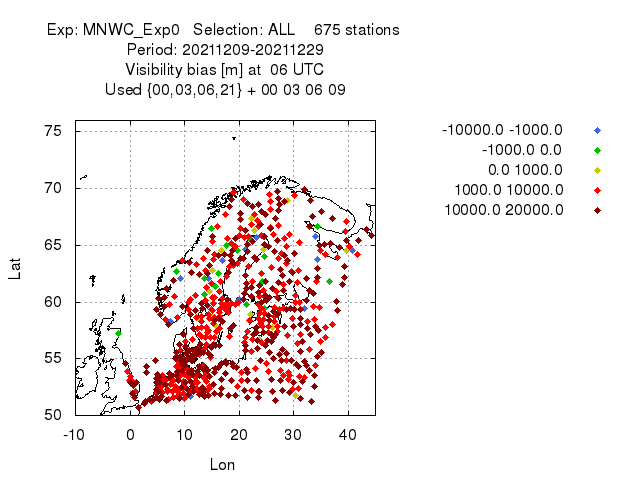 Exp: MNWC_Exp0 Selection: ALL 675 stations
Period: 20211209-20211229
Visibility bias [m] at 06 UTC
Used {00,03,06,21} + 00 03 06 09
-10000.0 -1000.0
-1000.0 0.0
0.0 1000.0
1000.0 10000.0
10000.0 20000.0
75
70
65
60
55
50
Lat
-10 0 10 20 30 40
Lon